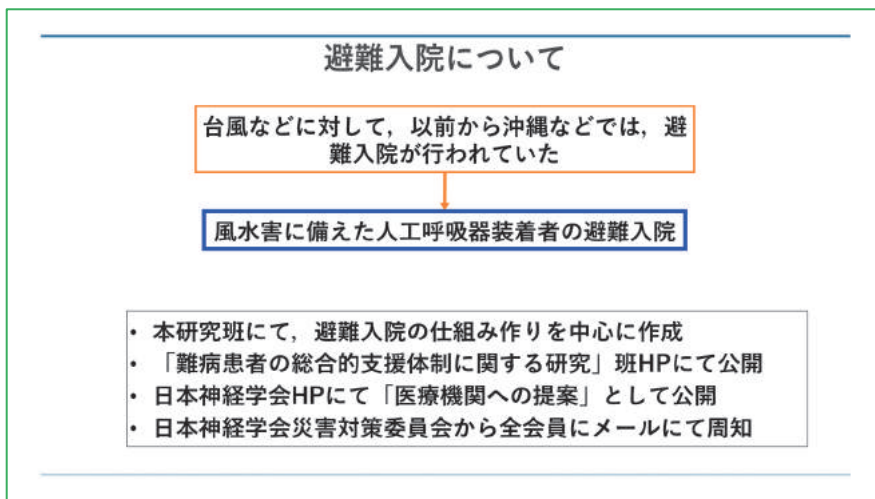 避難入院について
台風などに対して，以前から沖縄などでは，避
難入院が行われていた
風水害に備えた人工呼吸器装着者の避難入院
• 本研究班にて，避難入院の仕組み作りを中心に作成
• 「難病患者の総合的支援体制に関する研究」班HPにて公開
• 日本神経学会HPにて「医療機関への提案」として公開
• 日本神経学会災害対策委員会から全会員にメールにて周知